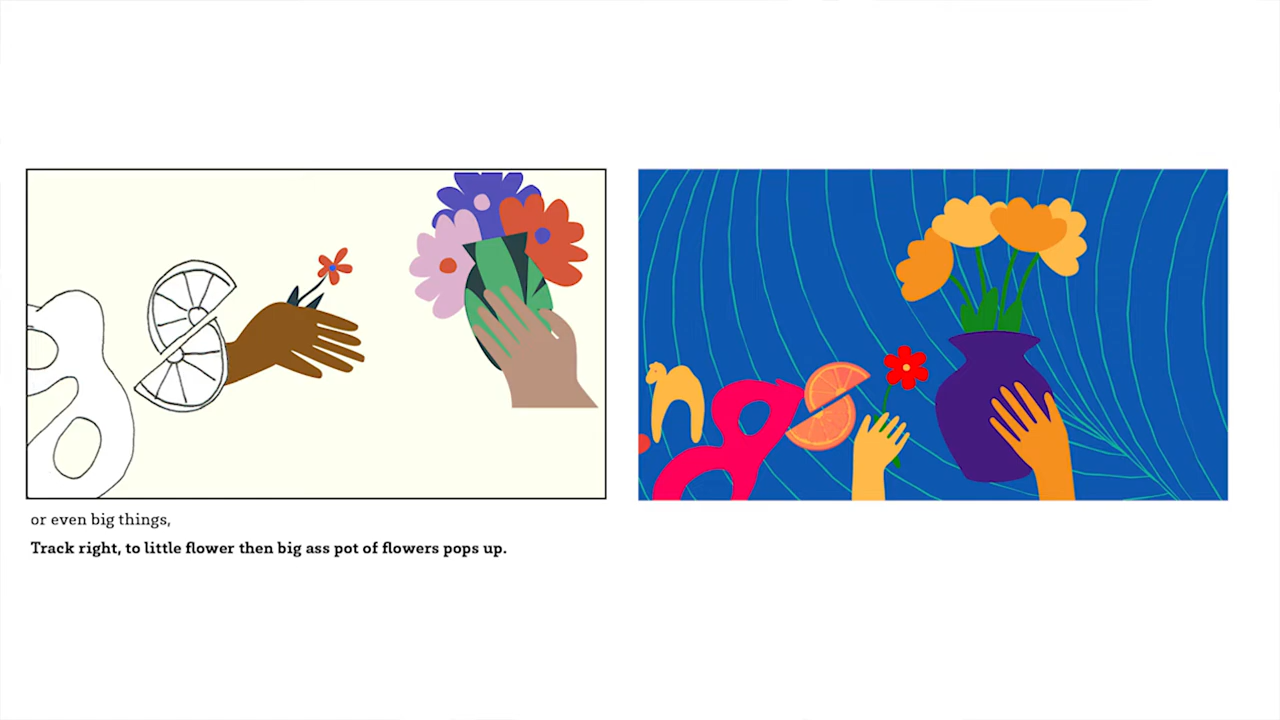 or even big things,
Track right, to little flower then big ass pot of flowers pops up.